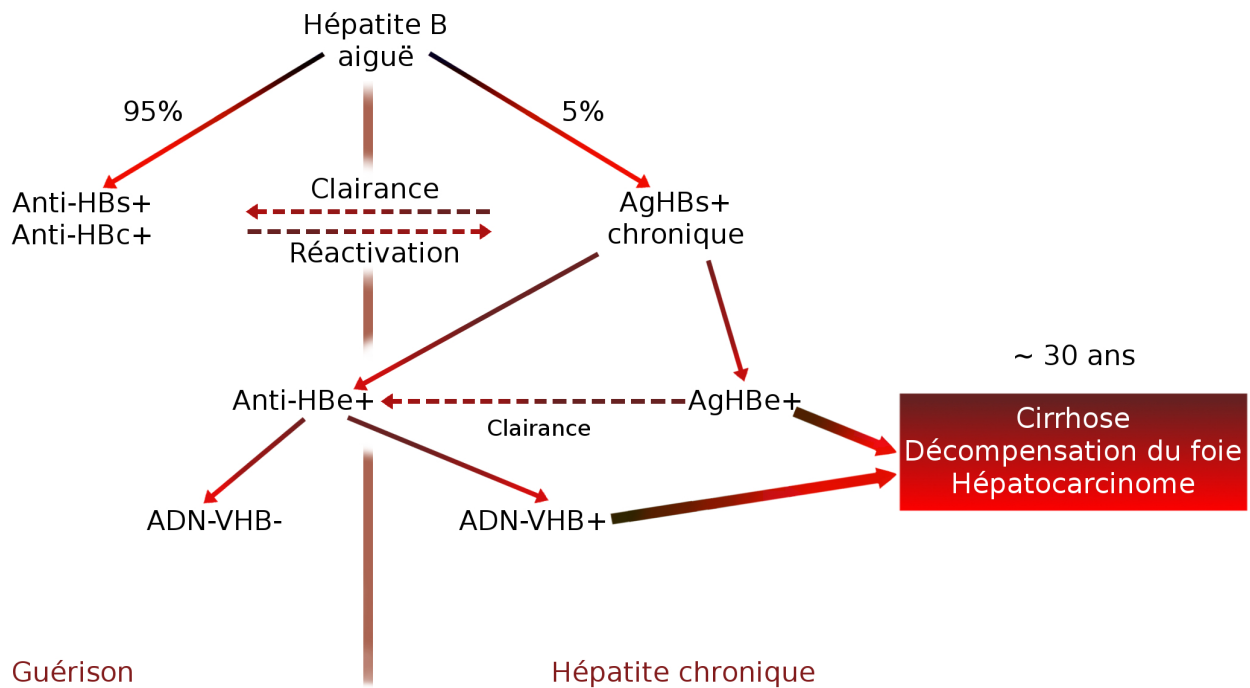 Hépatite B
aiguë
95%
5%
Anti-HBs+
Anti-HBc+
Clairance
Réactivation
AgHBs+
chronique
~ 30 ans
Anti-HBe+
Clairance
AgHBe+
Cirrhose
Décompensation du foie
Hépatocarcinome
ADN-VHB-
ADN-VHB+
Guérison
Hépatite chronique